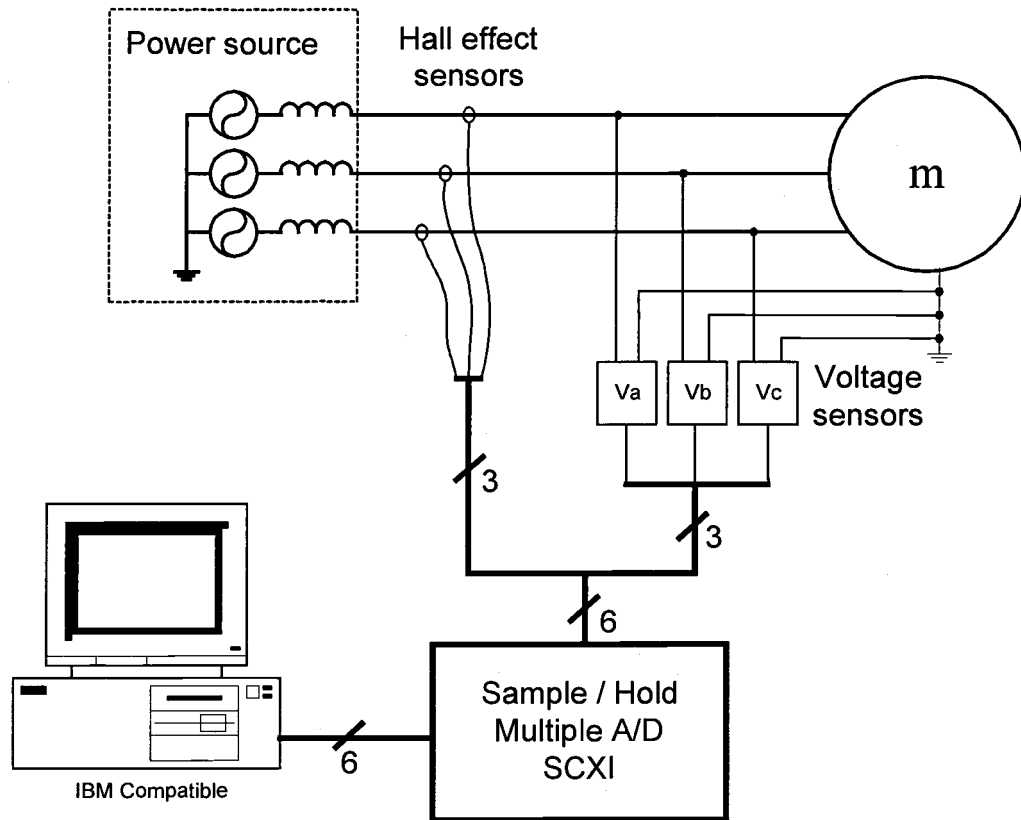 Power source
Hall effect
sensors
m
Va
Vb
Vc
Voltage
sensors
3
3
6
Sample / Hold
Multiple A/D
SCXI
6
IBM Compatible